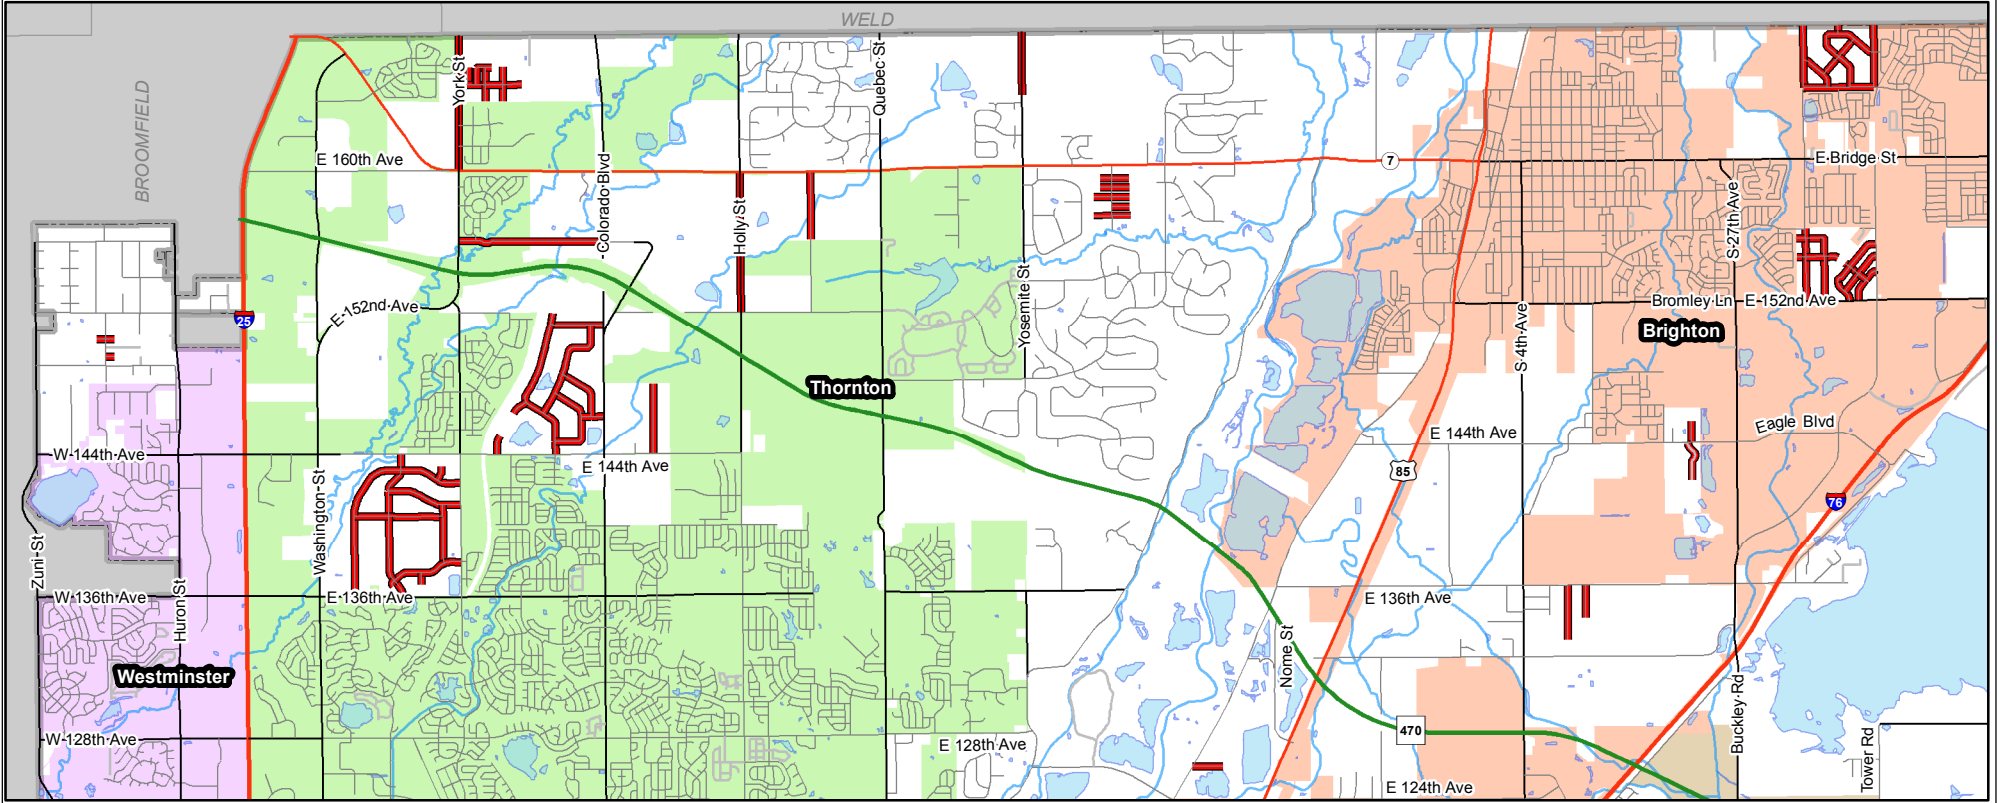 WELD
BROOMFIELD
York St
Quebec St
E 160th Ave
7
E Bridge St
Colorado Blvd
Holly St
S 27th Ave
Yosemite St
E 152nd Ave
25
Bromley Ln
E 152nd Ave
Brighton
S 4th Ave
Thornton
Eagle Blvd
E 144th Ave
W 144th Ave
E 144th Ave
85
76
Washington St
Zuni St
Huron St
W 136th Ave
E 136th Ave
E 136th Ave
Nome St
Westminster
Buckley Rd
470
W 128th Ave
E 128th Ave
Tower Rd
E 124th Ave